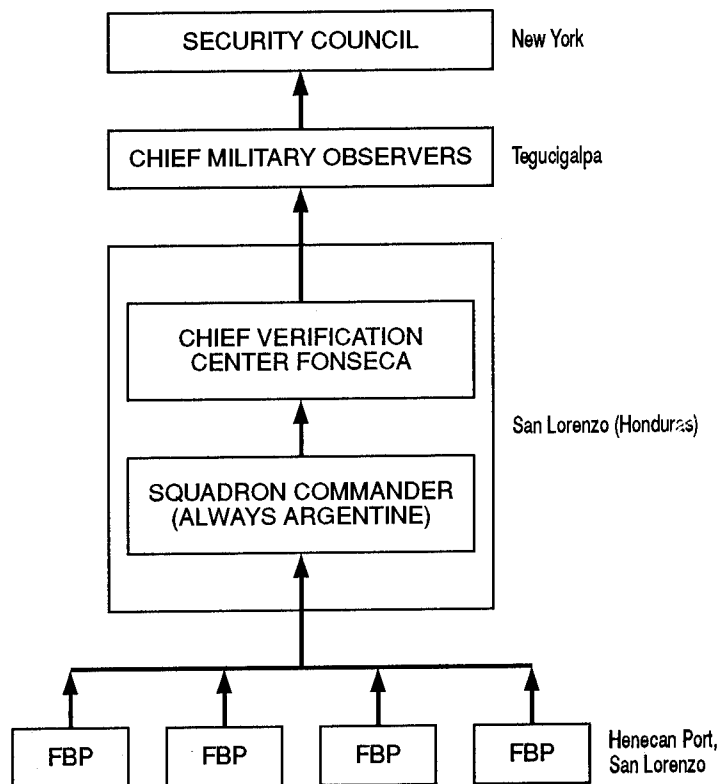 SECURITY COUNCIL
New York
CHIEF MILITARY OBSERVERS
Tegucigalpa
CHIEF VERIFICATION
CENTER FONSECA
San Lorenzo (Honduras)
SQUADRON COMMANDER
(ALWAYS ARGENTINE)
FBP
FBP
FBP
FBP
Henecan Port,
San Lorenzo